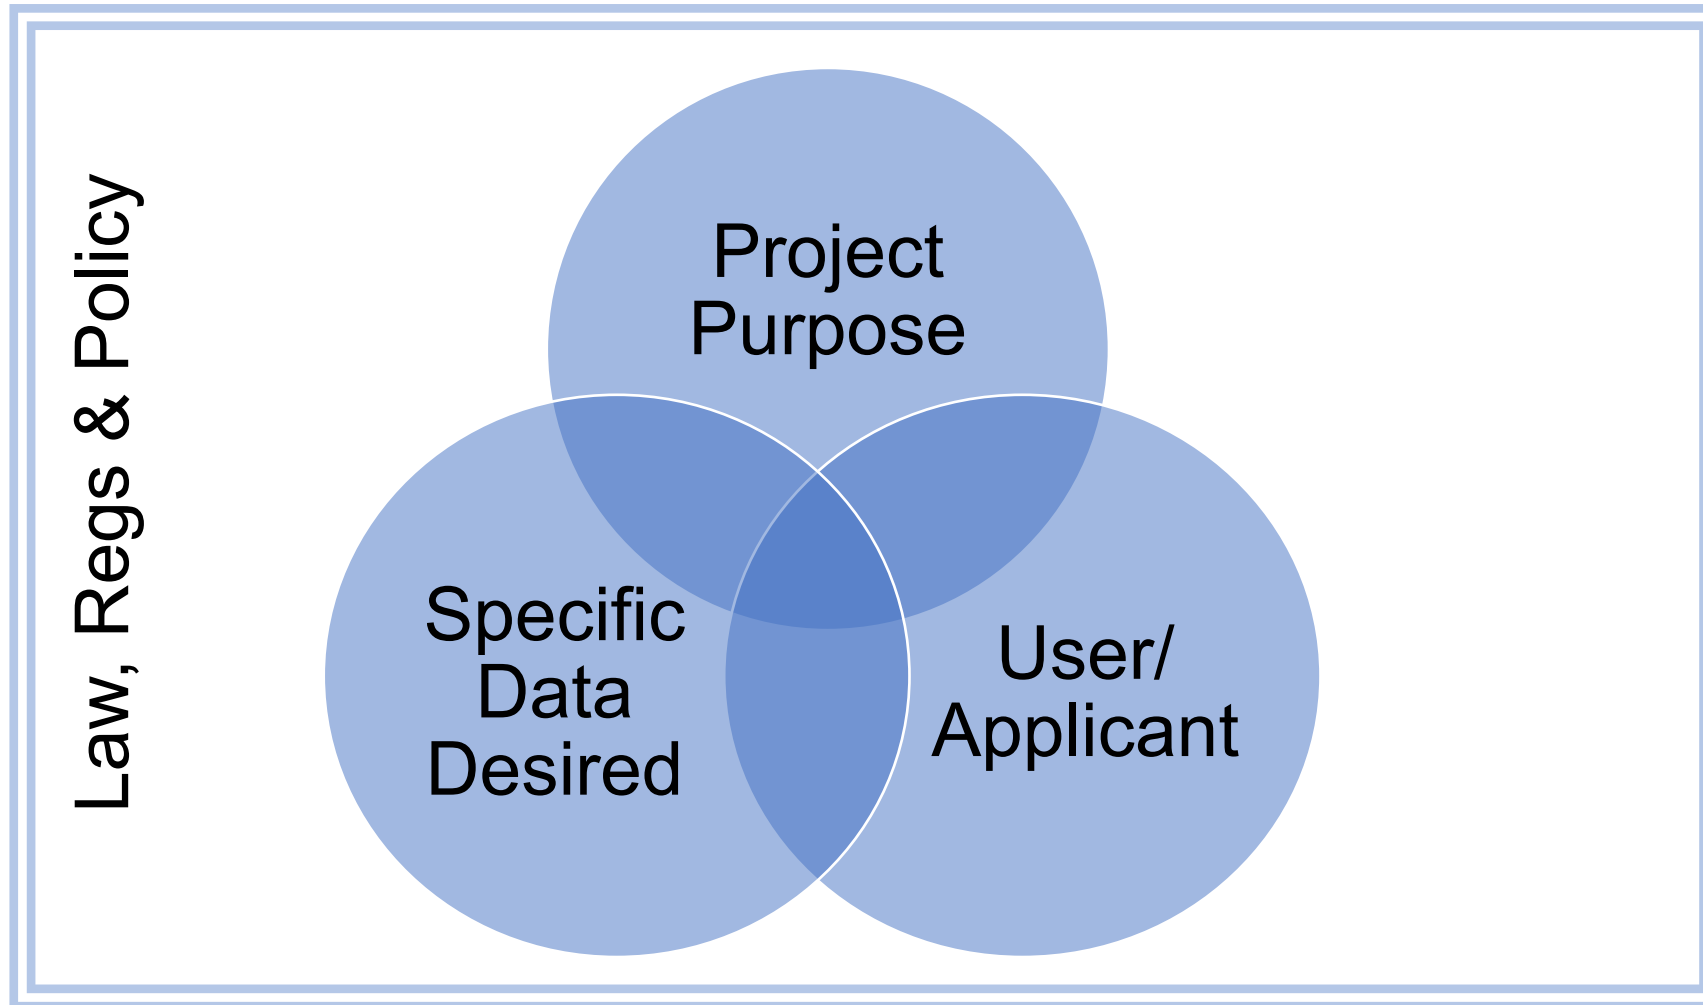 Law, Regs & Policy
Project
Purpose
Specific
Data
Desired
User/
Applicant